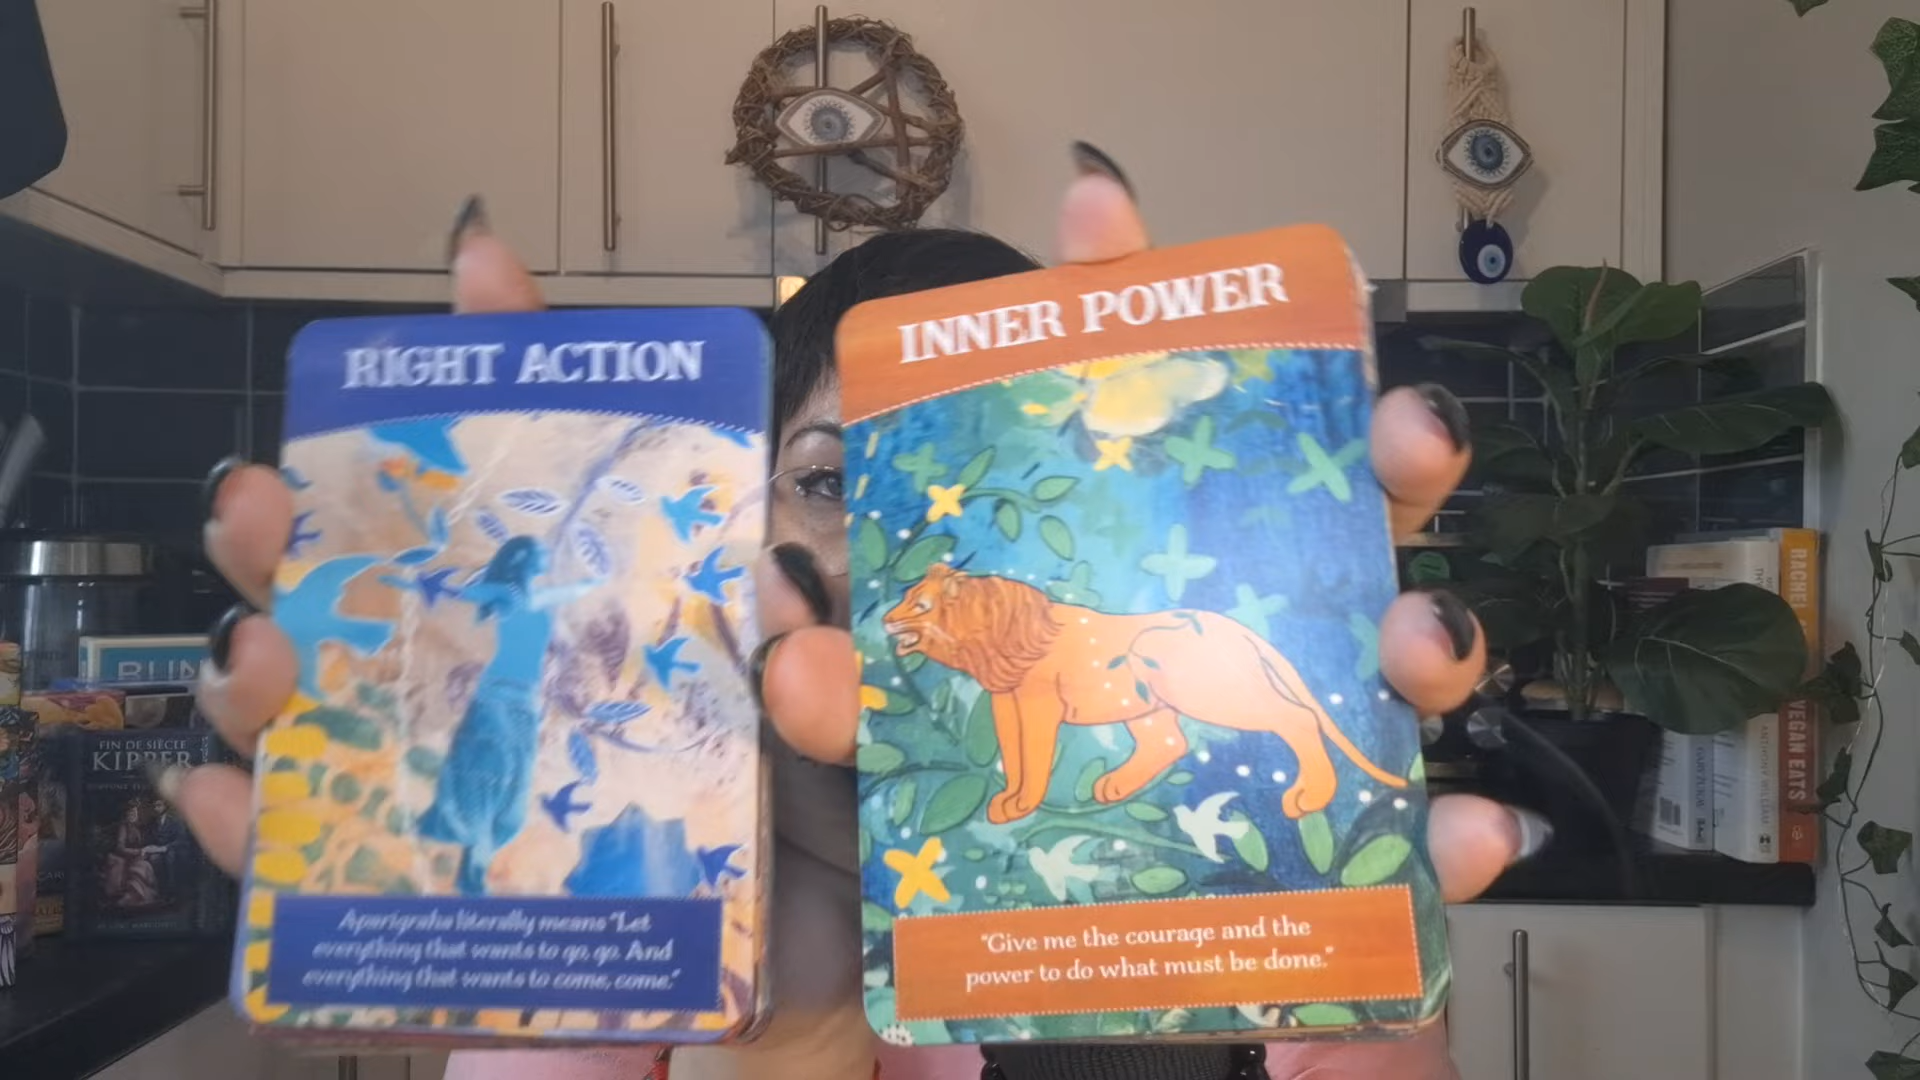 RIGHT ACTION
Aparigraha literally means "Let
everything that wants to go, go. And
everything that wants to come, come."
INNER POWER
"Give me the courage and the
power to do what must be done."
FIN DE SIÈCLE
KIPPER
RACHEL
VEGAN EATS